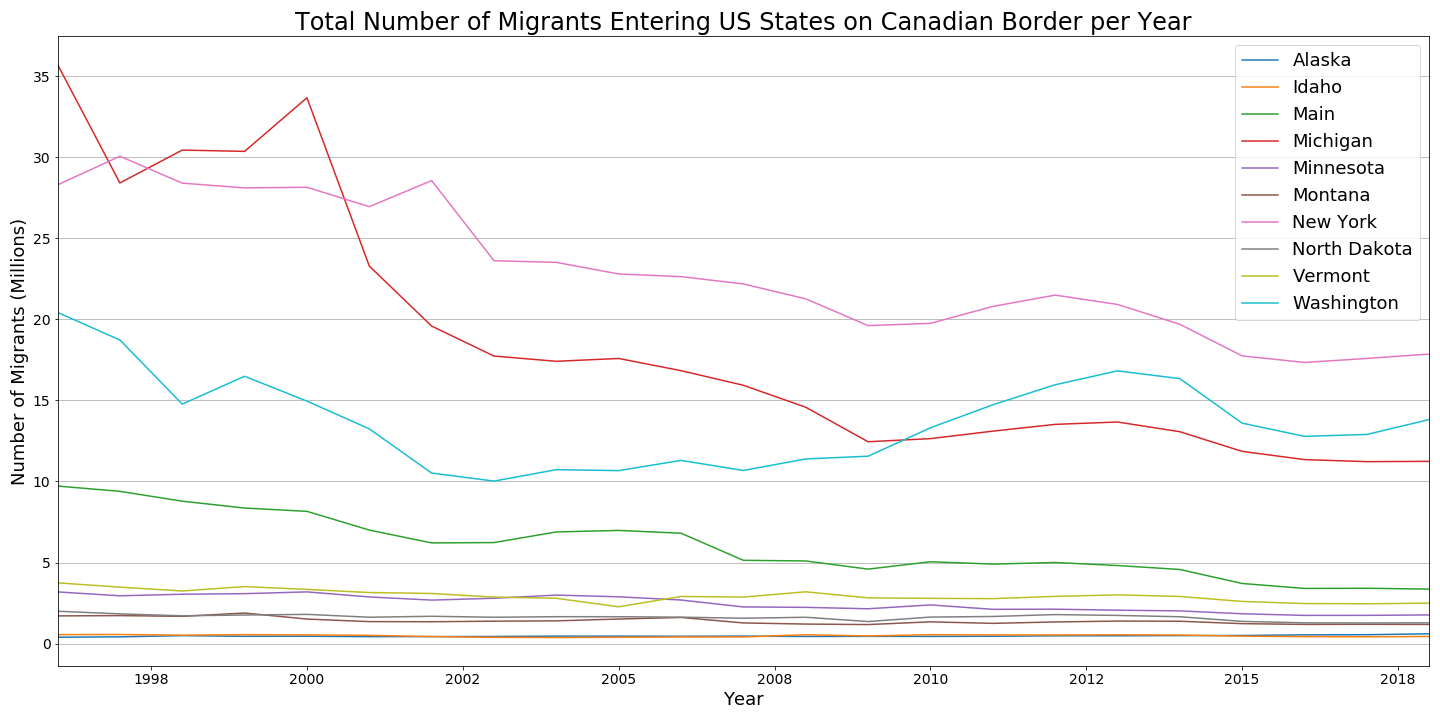 Total Number of Migrants Entering US States on Canadian Border per Year
Number of Migrants (Millions)
35
30
25
20
15
10
5
0
Alaska
Idaho
Main
Michigan
Minnesota
Montana
New York
North Dakota
Vermont
Washington
1998 2000 2002 2005 2008 2010 2012 2015 2018
Year